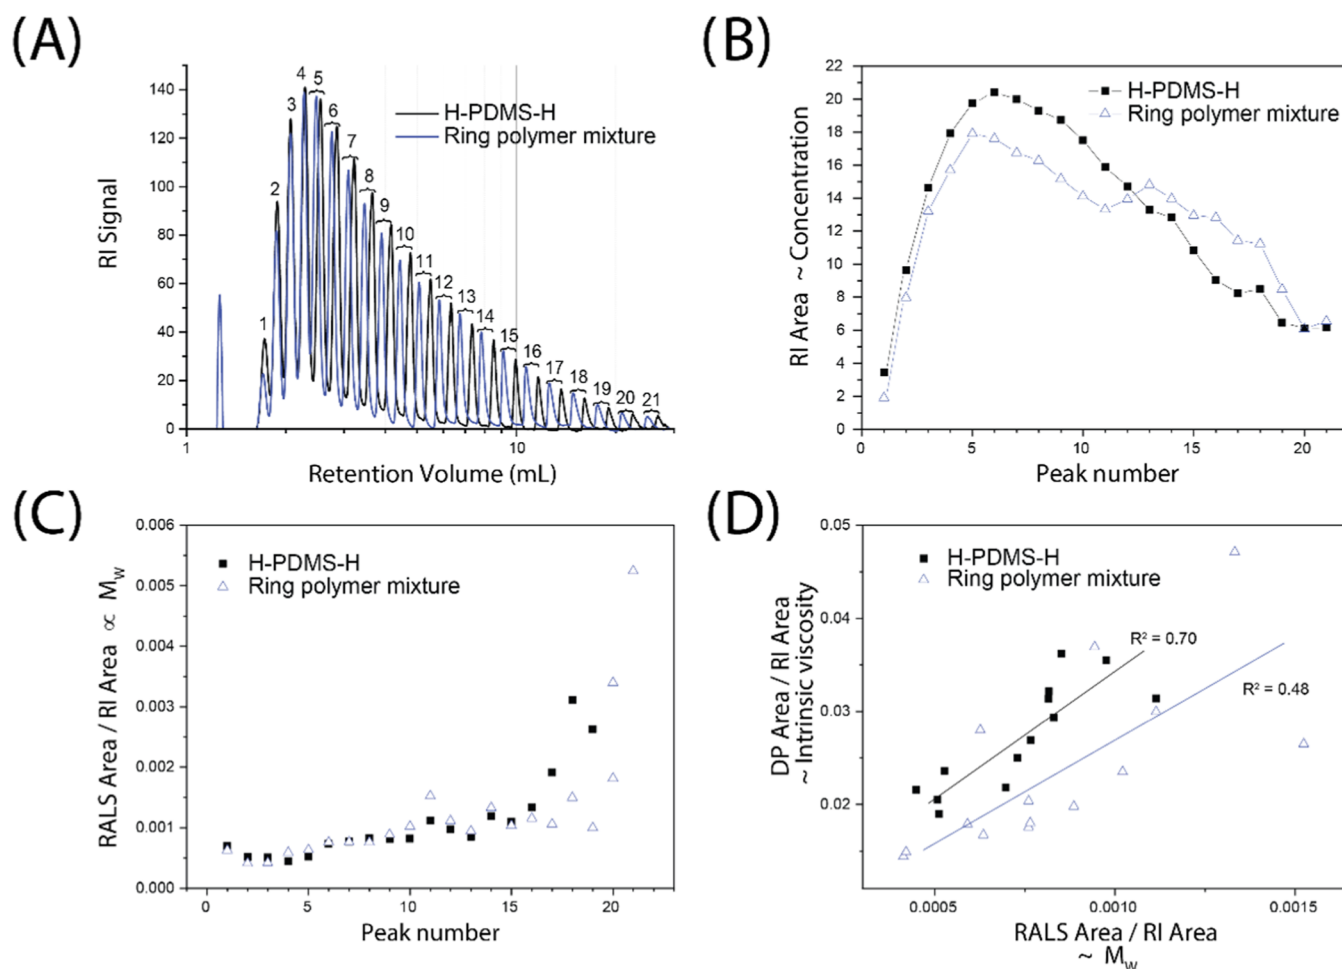 (A)
RI Signal
140
120
100
80
60
40
20
0
1
2
3
4
5
6
7
8
9
10
11
12
13
14
15
16
17
18
19
20
21
H-PDMS-H
Ring polymer mixture
1
10
Retention Volume (mL)
(B)
RI Area ~ Concentration
22
20
18
16
14
12
10
8
6
4
2
0
H-PDMS-H
Ring polymer mixture
0
5
10
15
20
Peak number
(C)
RALS Area / RI Area ∝ Mw
0.006
0.005
0.004
0.003
0.002
0.001
0.000
H-PDMS-H
Ring polymer mixture
0
5
10
15
20
Peak number
(D)
DP Area / RI Area
~ Intrinsic viscosity
0.05
0.04
0.03
0.02
H-PDMS-H
Ring polymer mixture
R² = 0.70
R² = 0.48
0.0005
0.0010
0.0015
RALS Area / RI Area
~ Mw